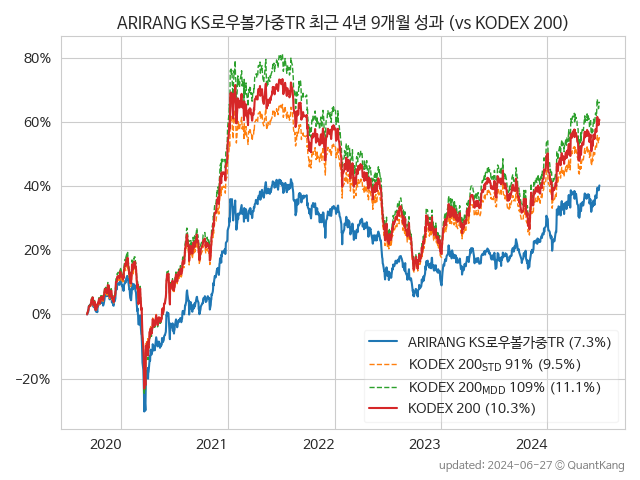 ARIRANG KS로우볼가중TR 최근 4년 9개월 성과 (vs KODEX 200)
80%
60%
40%
20%
0%
−20%
ARIRANG KS로우볼가중TR (7.3%)
KODEX 200STD 91% (9.5%)
KODEX 200MDD 109% (11.1%)
KODEX 200 (10.3%)
2020 2021 2022 2023 2024
updated: 2024-06-27 © QuantKang